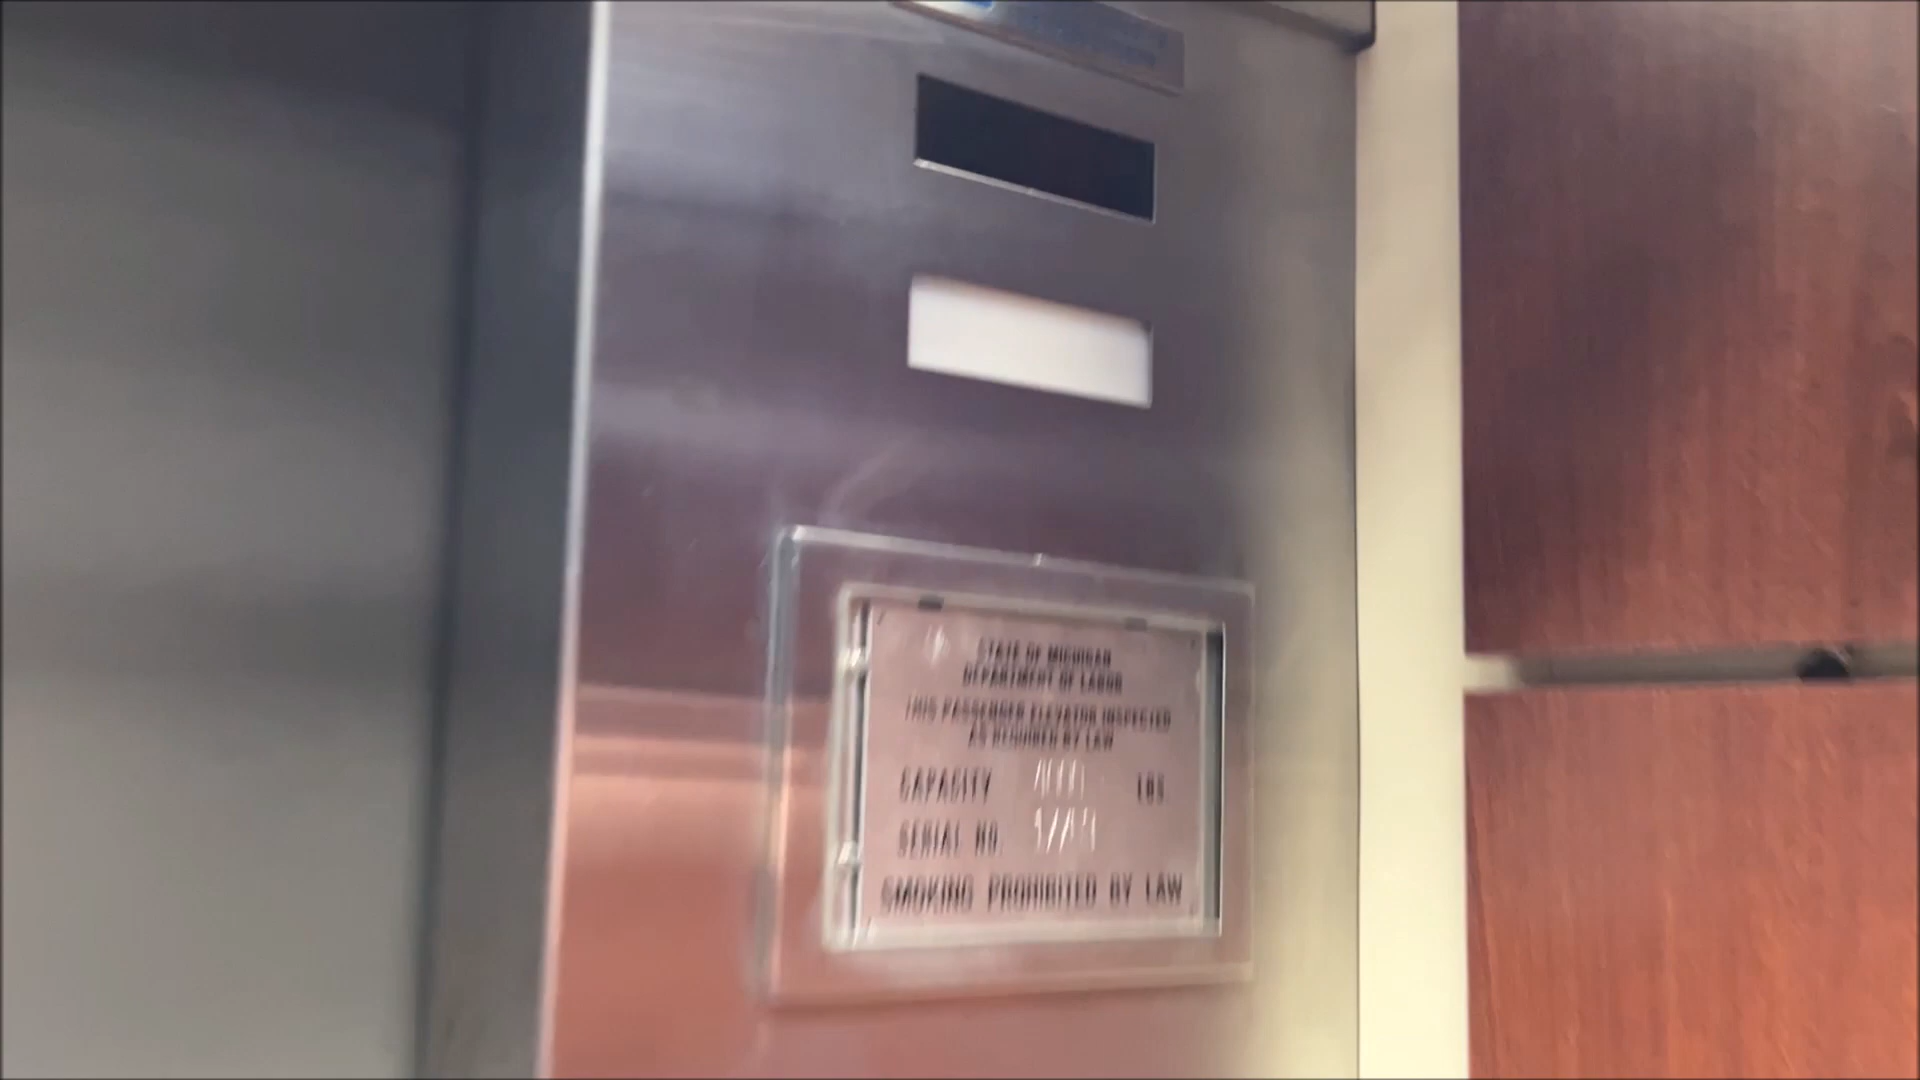 STATE OF MICHIGAN
DEPARTMENT OF LABOR
THIS PASSENGER ELEVATOR INSPECTED
AS REQUIRED BY LAW
CAPACITY LBS
SERIAL NO.
SMOKING PROHIBITED BY LAW